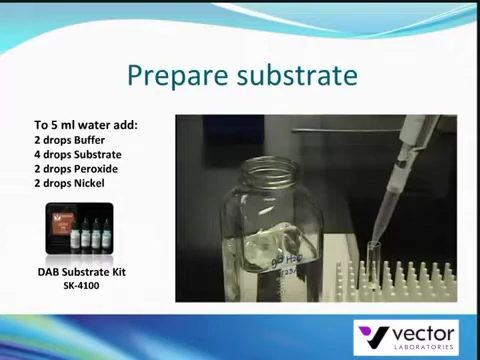 Prepare substrate
To 5 ml water add:
2 drops Buffer
4 drops Substrate
2 drops Peroxide
2 drops Nickel
DAB Substrate Kit
SK-4100
vector
LABORATORIES